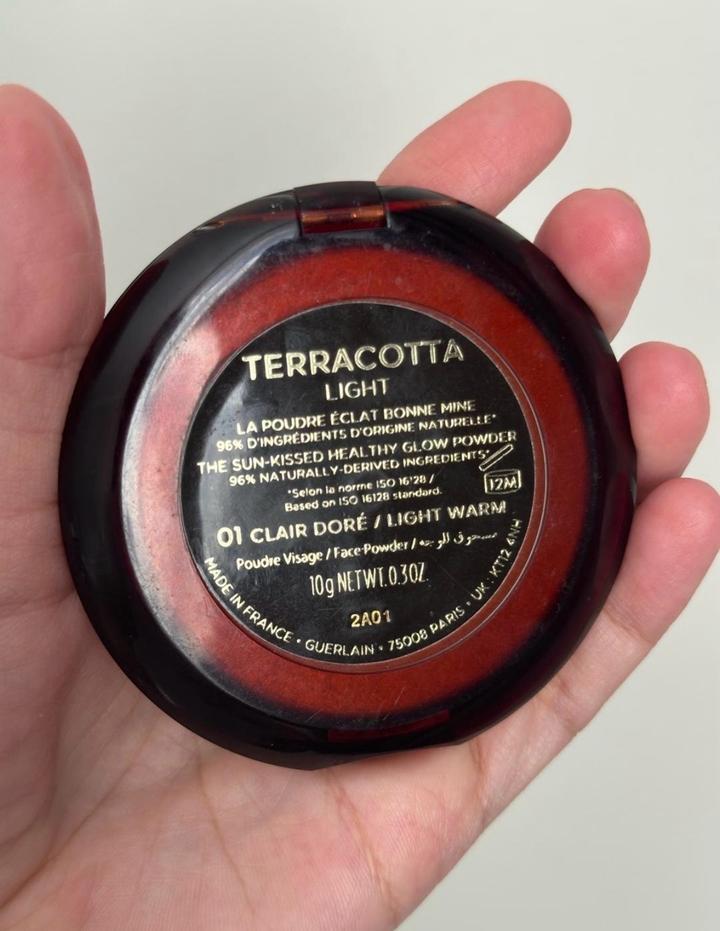 TERRACOTTA
LIGHT
LA POUDRE ÉCLAT BONNE MINE
96% D'INGRÉDIENTS D'ORIGINE NATURELLE*
THE SUN-KISSED HEALTHY GLOW POWDER
96% NATURALLY-DERIVED INGREDIENTS*
12M
*Selon la norme ISO 16128 /
Based on ISO 16128 standard.
01 CLAIR DORÉ / LIGHT WARM
Poudre Visage / Face Powder / مسحوق للوجه
10g NET WT. 0.3OZ.
2A01
MADE IN FRANCE • GUERLAIN • 75008 PARIS • UK : KT12 4NH